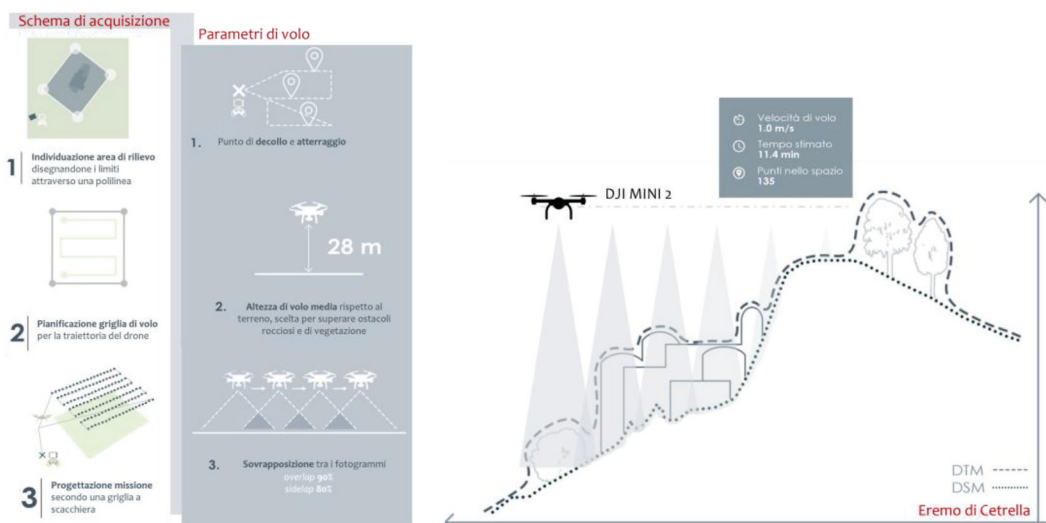 Schema di acquisizione
1
Individuazione area di rilievo
disegnandone i limiti
attraverso una polilinea
2
Pianificazione griglia di volo
per la traiettoria del drone
3
Progettazione missione
secondo una griglia a
scacchiera
Parametri di volo
1. Punto di decollo e atterraggio
28 m
2. Altezza di volo media rispetto al
terreno, scelta per superare ostacoli
rocciosi e di vegetazione
3. Sovrapposizione tra i fotogrammi
overlap 90%
sidelap 80%
Velocità di volo
1.0 m/s
Tempo stimato
11.4 min
Punti nello spazio
135
DJI MINI 2
DTM
DSM
Eremo di Cetrella